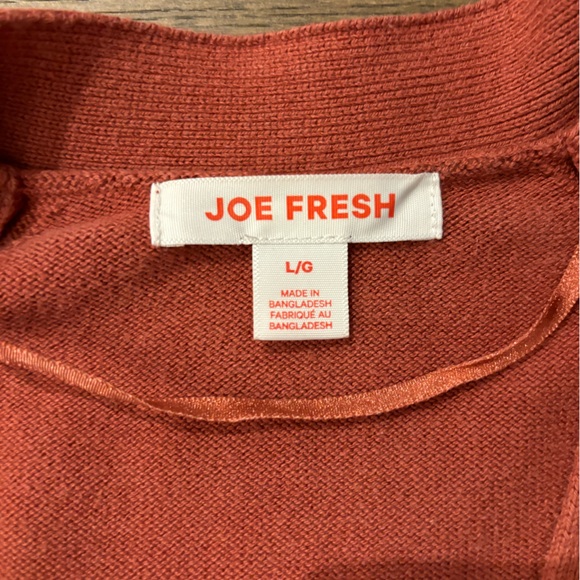 JOE FRESH
L/G
MADE IN
BANGLADESH
FABRIQUÉ AU
BANGLADESH